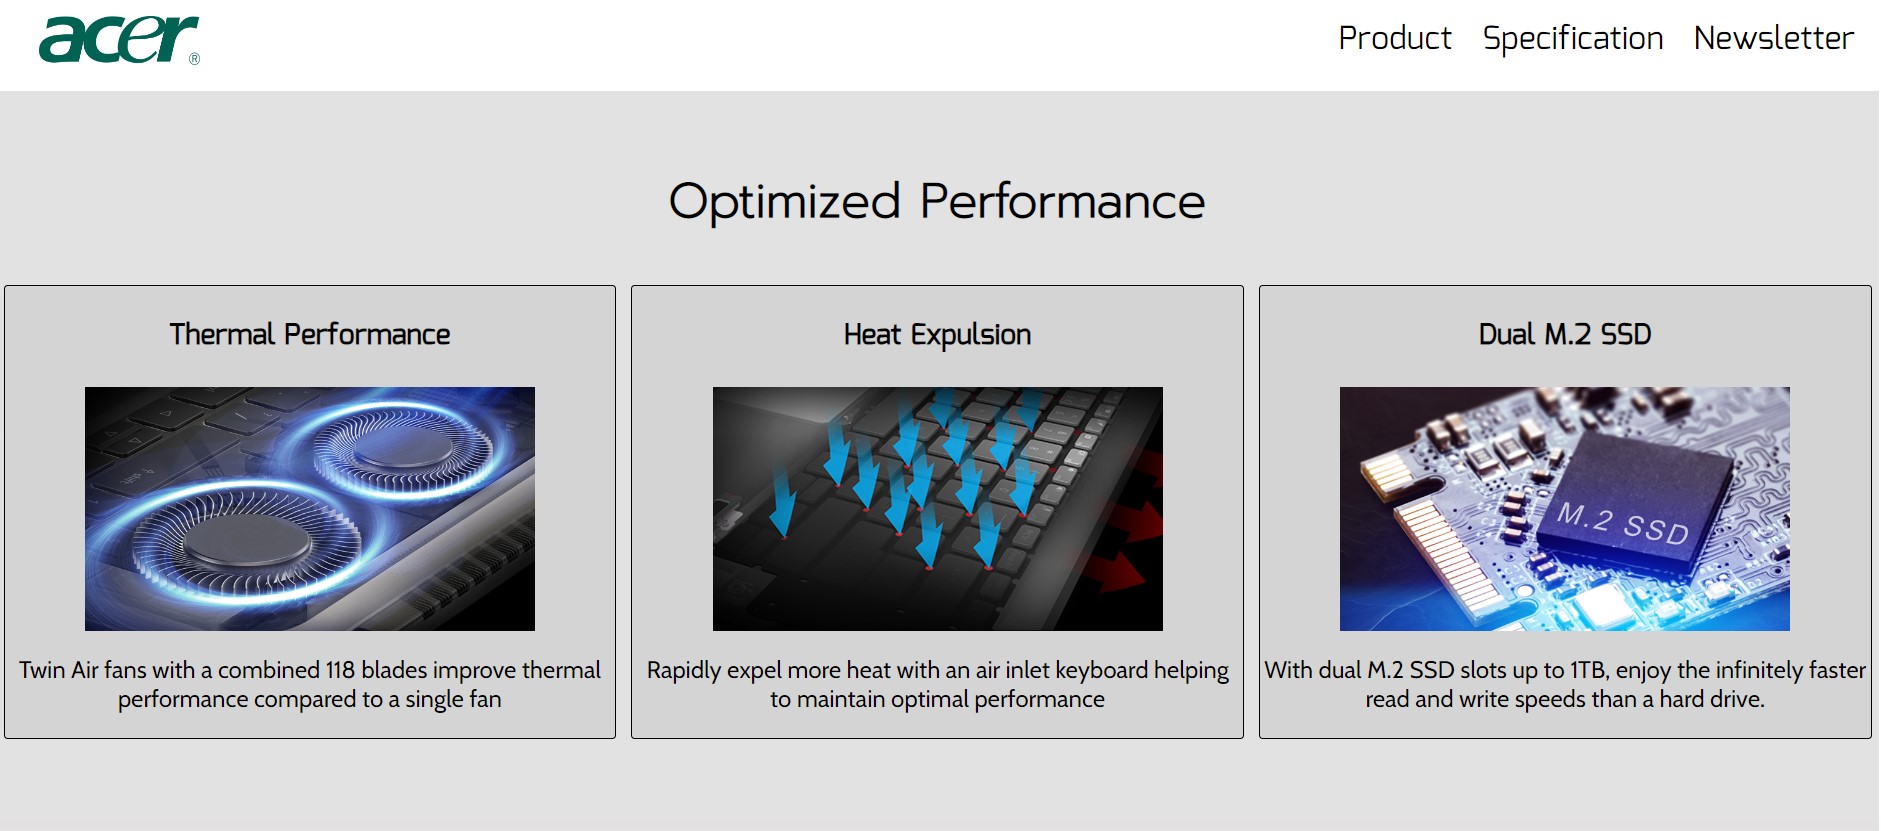 acer®
Product Specification Newsletter
Optimized Performance
Thermal Performance
Twin Air fans with a combined 118 blades improve thermal
performance compared to a single fan
Heat Expulsion
Rapidly expel more heat with an air inlet keyboard helping
to maintain optimal performance
Dual M.2 SSD
M.2 SSD
With dual M.2 SSD slots up to 1TB, enjoy the infinitely faster
read and write speeds than a hard drive.